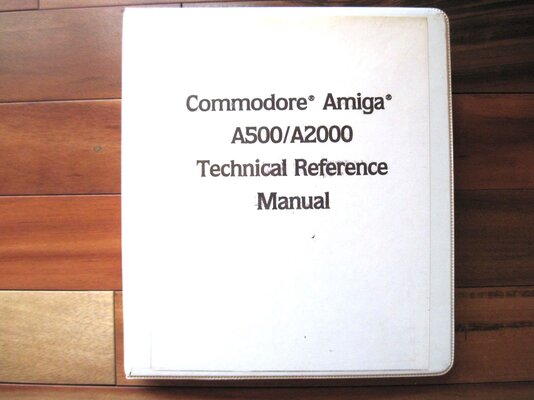 Commodore® Amiga®
A500/A2000
Technical Reference
Manual